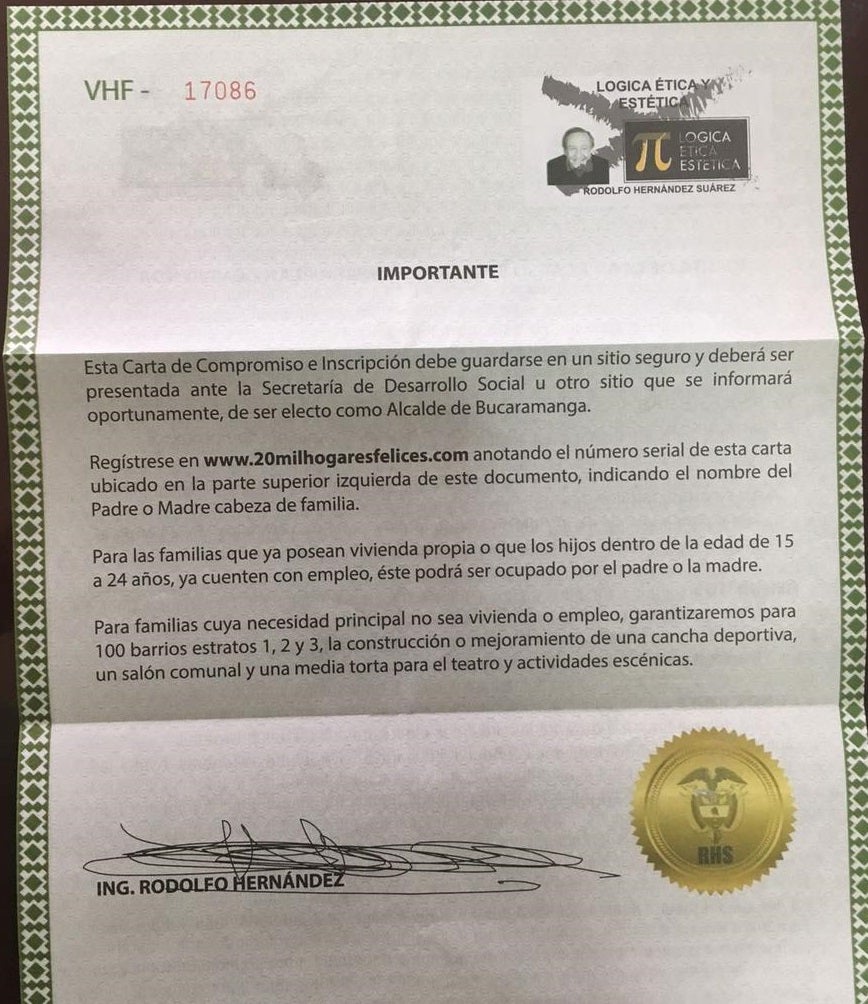 VHF - 17086
LOGICA ÉTICA Y
ESTÉTICA
π LOGICA
ETICA
ESTETICA
RODOLFO HERNÁNDEZ SUÁREZ
IMPORTANTE
Esta Carta de Compromiso e Inscripción debe guardarse en un sitio seguro y deberá ser
presentada ante la Secretaría de Desarrollo Social u otro sitio que se informará
oportunamente, de ser electo como Alcalde de Bucaramanga.
Regístrese en www.20milhogaresfelices.com anotando el número serial de esta carta
ubicado en la parte superior izquierda de este documento, indicando el nombre del
Padre o Madre cabeza de familia.
Para las familias que ya posean vivienda propia o que los hijos dentro de la edad de 15
a 24 años, ya cuenten con empleo, éste podrá ser ocupado por el padre o la madre.
Para familias cuya necesidad principal no sea vivienda o empleo, garantizaremos para
100 barrios estratos 1, 2 y 3, la construcción o mejoramiento de una cancha deportiva,
un salón comunal y una media torta para el teatro y actividades escénicas.
ING. RODOLFO HERNÁNDEZ
RHS